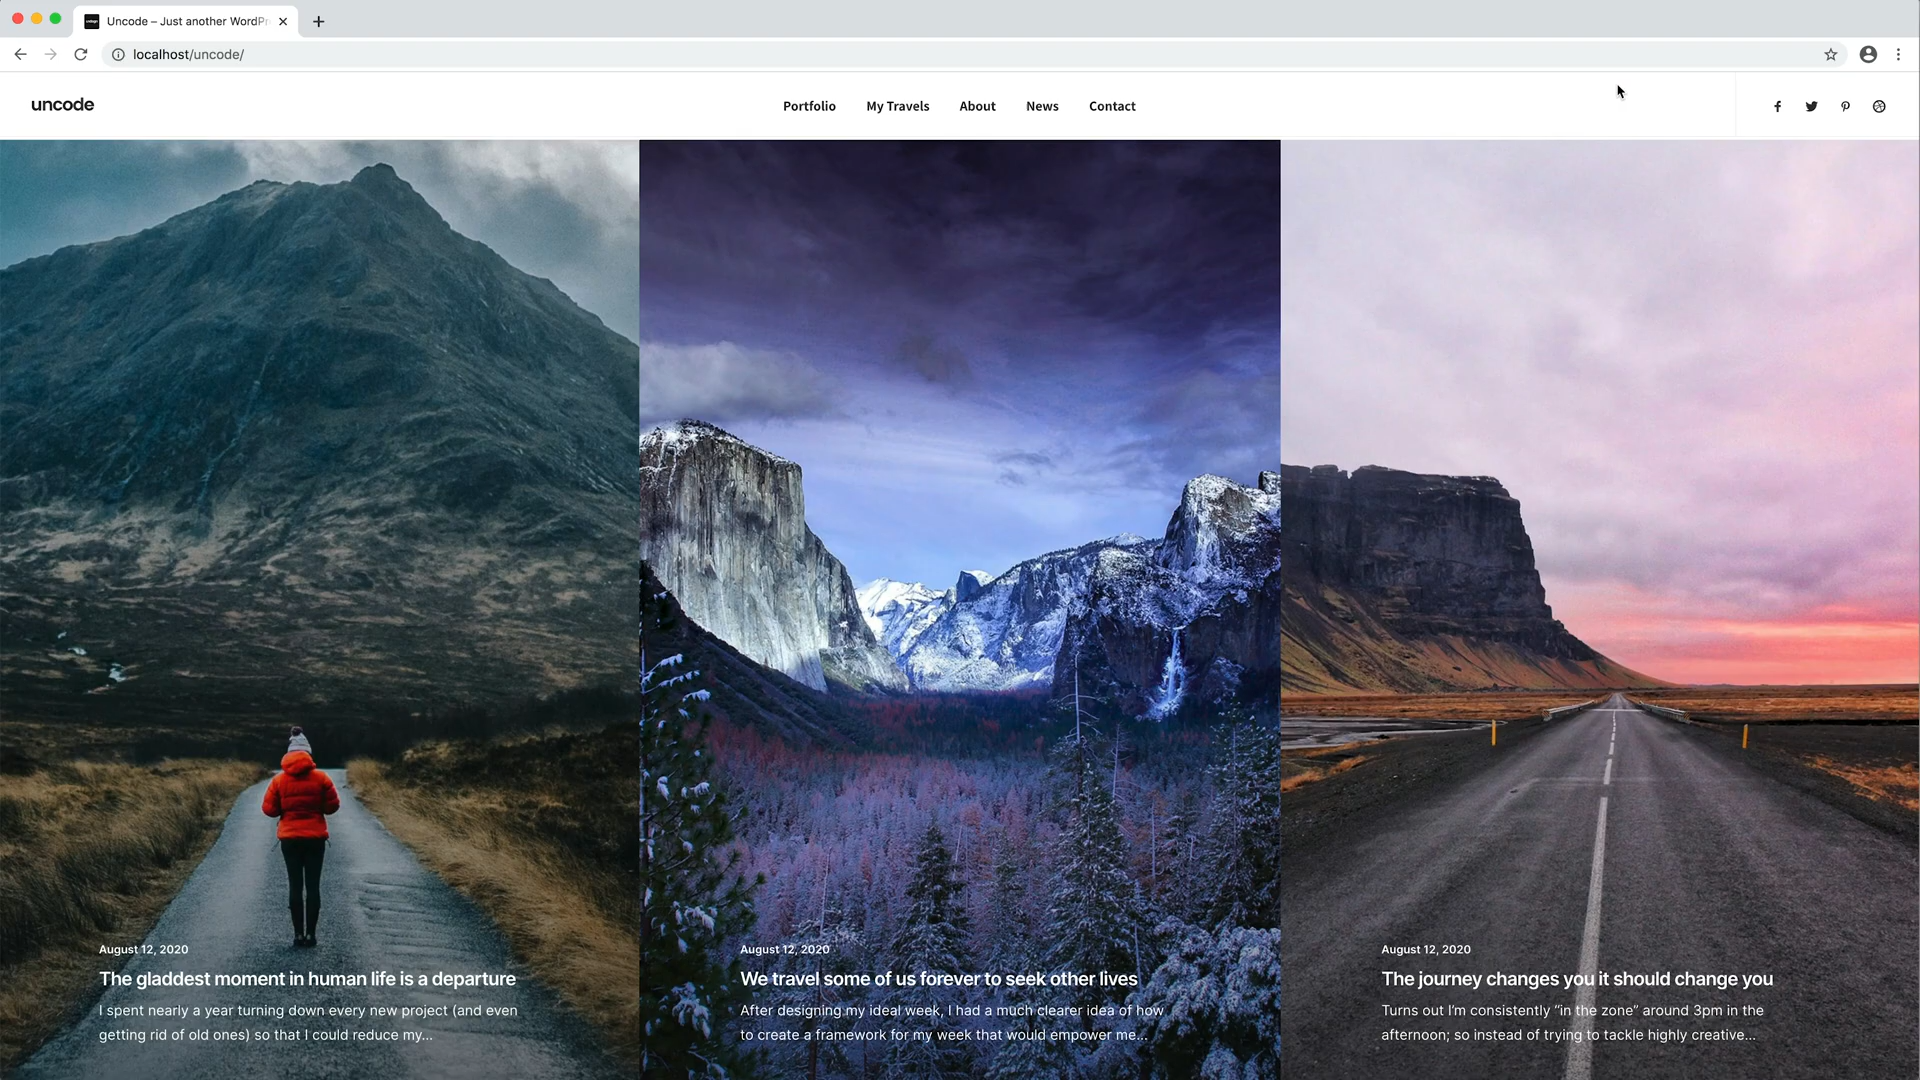 Uncode – Just another WordPr
localhost/uncode/
uncode
Portfolio My Travels About News Contact
August 12, 2020
The gladdest moment in human life is a departure
I spent nearly a year turning down every new project (and even
getting rid of old ones) so that I could reduce my...
August 12, 2020
We travel some of us forever to seek other lives
After designing my ideal week, I had a much clearer idea of how
to create a framework for my week that would empower me...
August 12, 2020
The journey changes you it should change you
Turns out I'm consistently “in the zone” around 3pm in the
afternoon; so instead of trying to tackle highly creative...